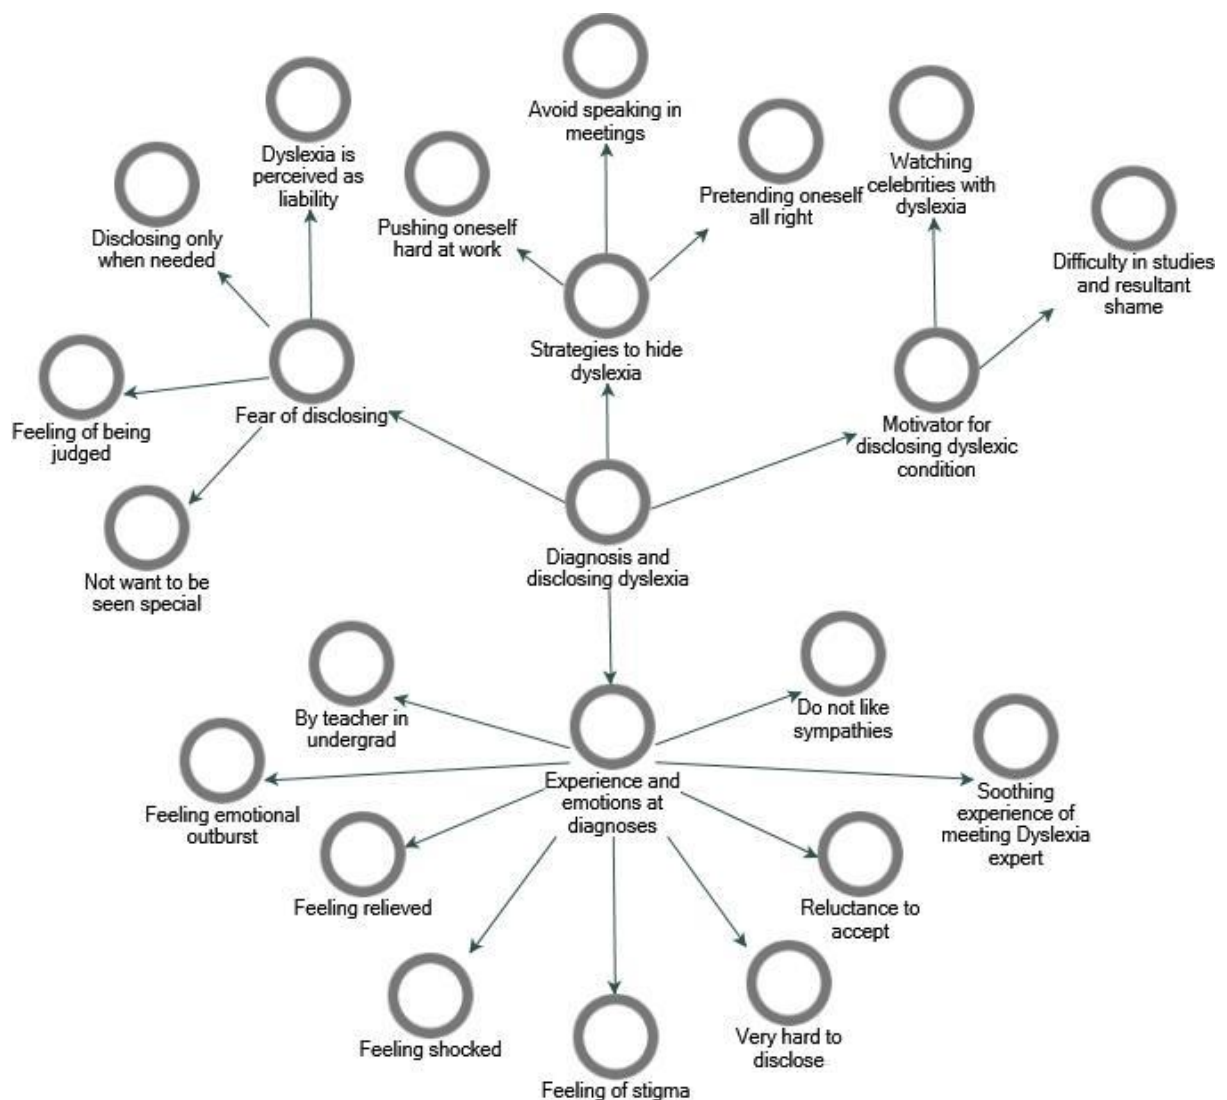 Avoid speaking in
meetings
Dyslexia is
perceived as
liability
Watching
celebrities with
dyslexia
Pushing oneself
hard at work
Pretending oneself
all right
Disclosing only
when needed
Difficulty in studies
and resultant
shame
Strategies to hide
dyslexia
Fear of disclosing
Motivator for
disclosing dyslexic
condition
Feeling of being
judged
Not want to be
seen special
Diagnosis and
disclosing dyslexia
By teacher in
undergrad
Do not like
sympathies
Experience and
emotions at
diagnoses
Feeling emotional
outburst
Soothing
experience of
meeting Dyslexia
expert
Feeling relieved
Reluctance to
accept
Feeling shocked
Very hard to
disclose
Feeling of stigma